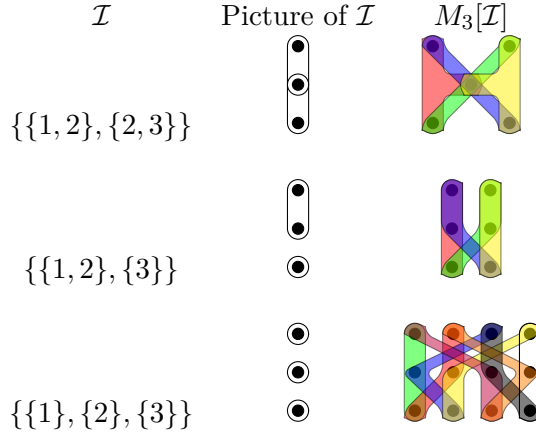 ℐ Picture of ℐ M₃[ℐ]
{{1, 2}, {2, 3}}
{{1, 2}, {3}}
{{1}, {2}, {3}}